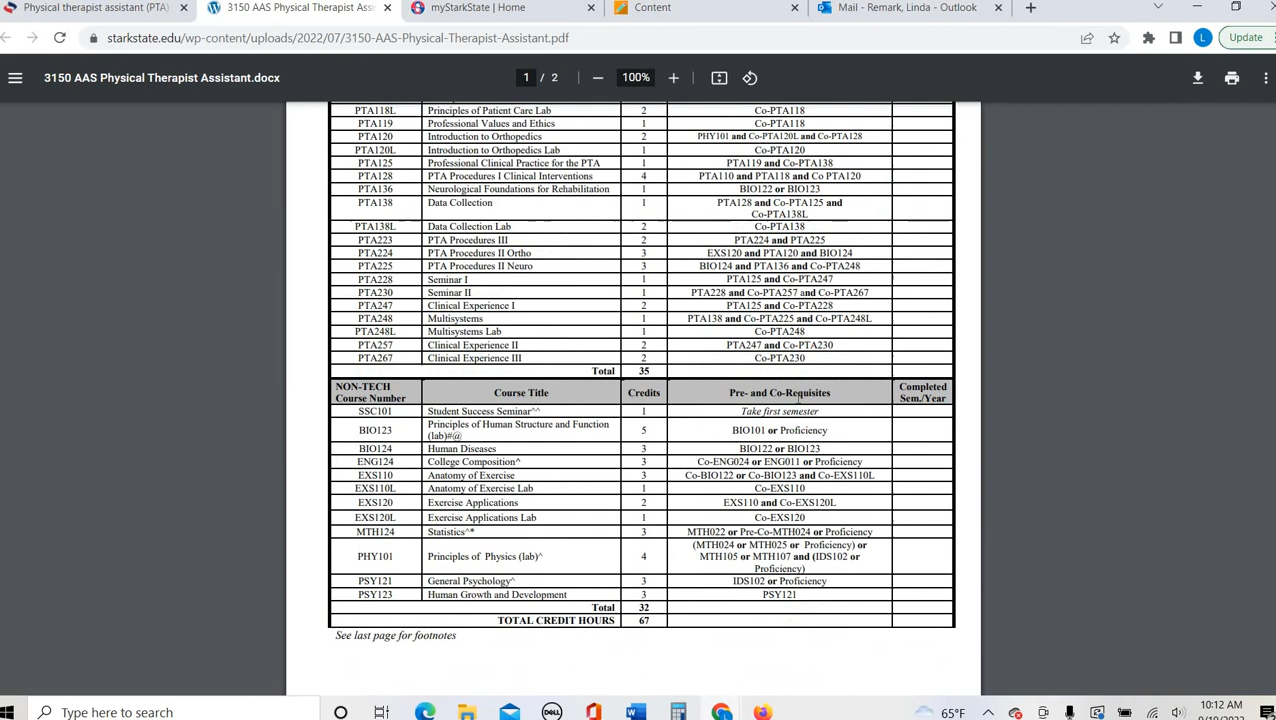 Physical therapist assistant (PTA)
3150 AAS Physical Therapist Assis
myStarkState | Home
Content
Mail - Remark, Linda - Outlook
starkstate.edu/wp-content/uploads/2022/07/3150-AAS-Physical-Therapist-Assistant.pdf
L
Update
3150 AAS Physical Therapist Assistant.docx
1 / 2
100%
PTA118L Principles of Patient Care Lab 2 Co-PTA118
PTA119 Professional Values and Ethics 1 Co-PTA118
PTA120 Introduction to Orthopedics 2 PHY101 and Co-PTA120L and Co-PTA128
PTA120L Introduction to Orthopedics Lab 1 Co-PTA120
PTA125 Professional Clinical Practice for the PTA 1 PTA119 and Co-PTA138
PTA128 PTA Procedures I Clinical Interventions 4 PTA110 and PTA118 and Co PTA120
PTA136 Neurological Foundations for Rehabilitation 1 BIO122 or BIO123
PTA138 Data Collection 1 PTA128 and Co-PTA125 and
Co-PTA138L
PTA138L Data Collection Lab 2 Co-PTA138
PTA223 PTA Procedures III 2 PTA224 and PTA225
PTA224 PTA Procedures II Ortho 3 EXS120 and PTA120 and BIO124
PTA225 PTA Procedures II Neuro 3 BIO124 and PTA136 and Co-PTA248
PTA228 Seminar I 1 PTA125 and Co-PTA247
PTA230 Seminar II 1 PTA228 and Co-PTA257 and Co-PTA267
PTA247 Clinical Experience I 2 PTA125 and Co-PTA228
PTA248 Multisystems 1 PTA138 and Co-PTA225 and Co-PTA248L
PTA248L Multisystems Lab 1 Co-PTA248
PTA257 Clinical Experience II 2 PTA247 and Co-PTA230
PTA267 Clinical Experience III 2 Co-PTA230
Total 35
NON-TECH
Course Number Course Title Credits Pre- and Co-Requisites Completed
Sem./Year
SSC101 Student Success Seminar^^ 1 Take first semester
BIO123 Principles of Human Structure and Function
(lab)#@ 5 BIO101 or Proficiency
BIO124 Human Diseases 3 BIO122 or BIO123
ENG124 College Composition^ 3 Co-ENG024 or ENG011 or Proficiency
EXS110 Anatomy of Exercise 3 Co-BIO122 or Co-BIO123 and Co-EXS110L
EXS110L Anatomy of Exercise Lab 1 Co-EXS110
EXS120 Exercise Applications 2 EXS110 and Co-EXS120L
EXS120L Exercise Applications Lab 1 Co-EXS120
MTH124 Statistics^* 3 MTH022 or Pre-Co-MTH024 or Proficiency
PHY101 Principles of Physics (lab)^ 4 (MTH024 or MTH025 or Proficiency) or
MTH105 or MTH107 and (IDS102 or
Proficiency)
PSY121 General Psychology^ 3 IDS102 or Proficiency
PSY123 Human Growth and Development 3 PSY121
Total 32
TOTAL CREDIT HOURS 67
See last page for footnotes
Type here to search
65°F
10:12 AM